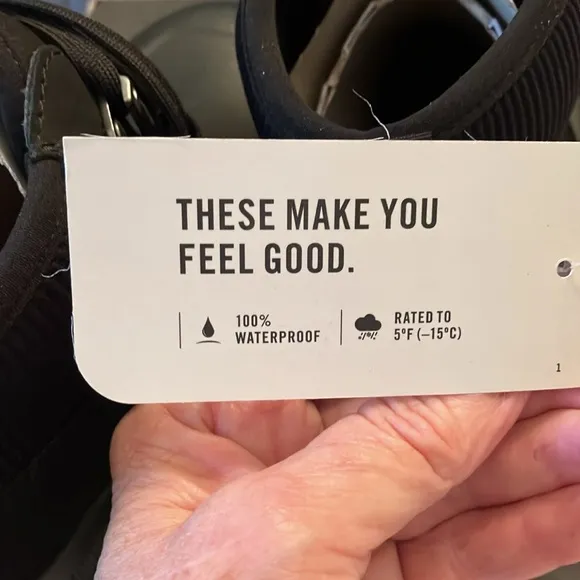 THESE MAKE YOU
FEEL GOOD.
100%
WATERPROOF
RATED TO
5°F (–15°C)
1